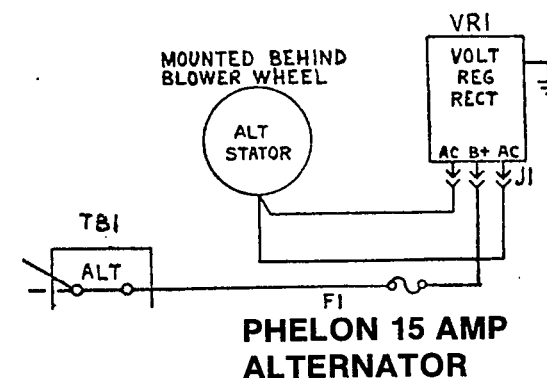 VR1
MOUNTED BEHIND
BLOWER WHEEL
VOLT
REG
RECT
ALT
STATOR
AC B+ AC
J1
TB1
ALT
F1
PHELON 15 AMP
ALTERNATOR